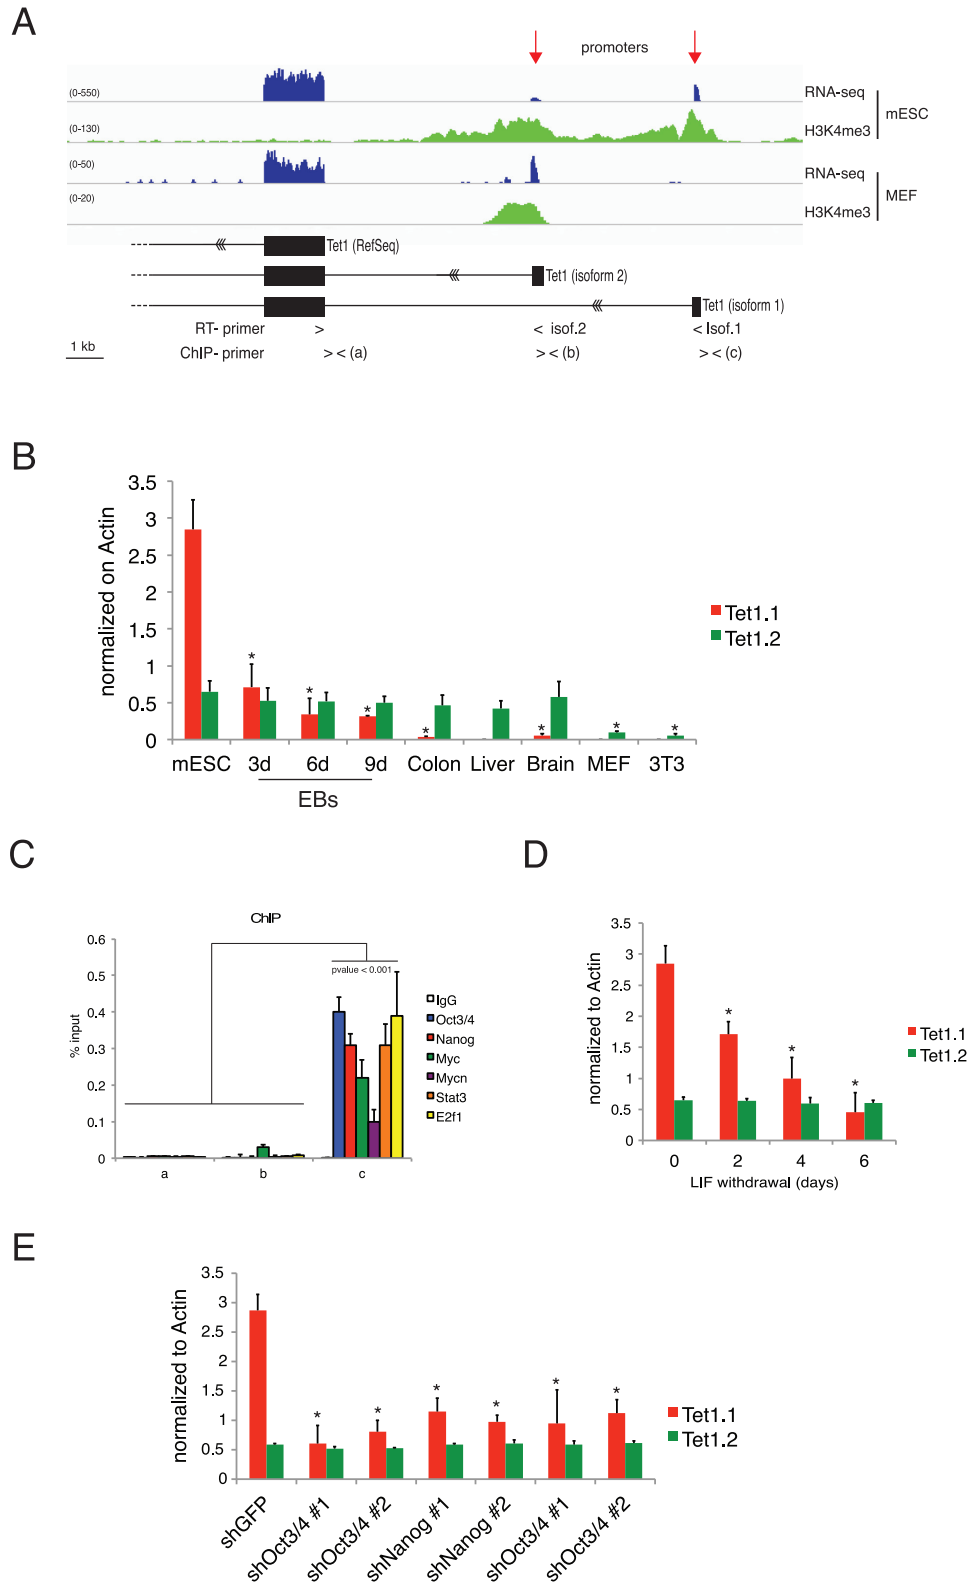 A
promoters
(0-550)
RNA-seq
mESC
(0-130)
H3K4me3
(0-50)
RNA-seq
MEF
(0-20)
H3K4me3
Tet1 (RefSeq)
Tet1 (isoform 2)
Tet1 (isoform 1)
RT- primer > < isof.2 < Isof.1
1 kb
ChIP- primer > < (a) > < (b) > < (c)
B
normalized on Actin
3.5
3
2.5
2
1.5
1
0.5
0
* * * * * * *
Tet1.1
Tet1.2
mESC 3d 6d 9d Colon Liver Brain MEF 3T3
EBs
C
ChIP
pvalue < 0.001
% input
0.6
0.5
0.4
0.3
0.2
0.1
0
IgG
Oct3/4
Nanog
Myc
Mycn
Stat3
E2f1
a b c
D
normalized to Actin
3.5
3
2.5
2
1.5
1
0.5
0
* * *
Tet1.1
Tet1.2
0 2 4 6
LIF withdrawal (days)
E
normalized to Actin
3.5
3
2.5
2
1.5
1
0.5
0
* * * * * *
Tet1.1
Tet1.2
shGFP
shOct3/4 #1
shOct3/4 #2
shNanog #1
shNanog #2
shOct3/4 #1
shOct3/4 #2